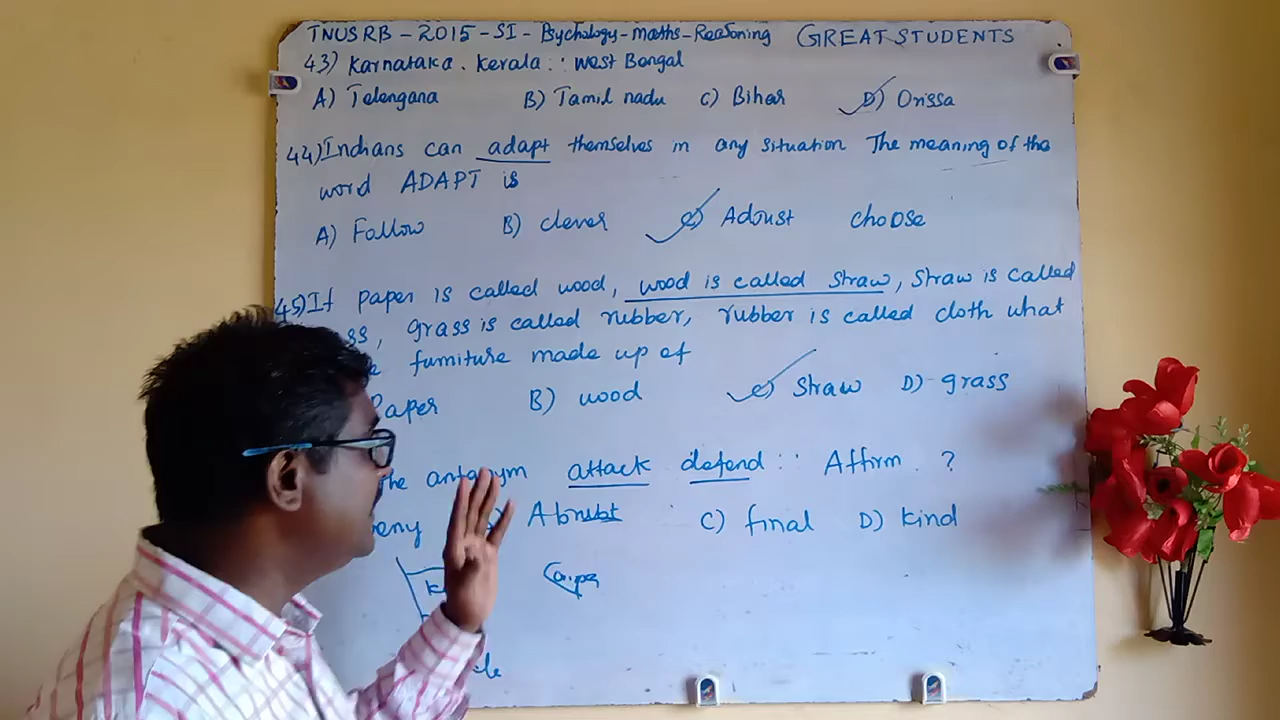 TNUSRB - 2015 - SI - Psychology - maths - Reasoning GREAT STUDENTS
43) Karnataka . Kerala :: West Bengal
A) Telengana B) Tamil nadu C) Bihar D) Orissa
44) Indians can adapt themselves in any situation The meaning of the
word ADAPT is
A) Follow B) clever c) Adjust choose
45) If paper is called wood, wood is called straw, straw is called
ss, grass is called rubber, rubber is called cloth what
furniture made up of
Paper B) wood c) Straw D) grass
the antonym attack defend :: Affirm . ?
eny C) final D) kind